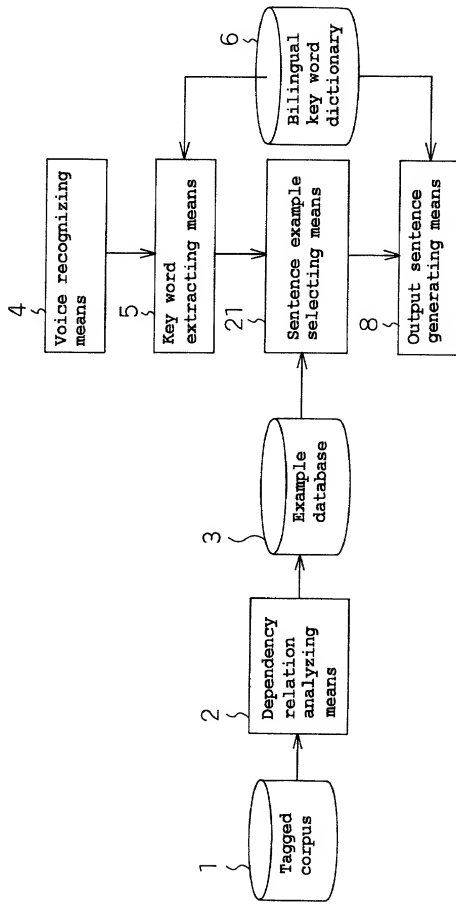 1
Tagged
corpus
2
Dependency
relation
analyzing
means
3
Example
database
4
Voice recognizing
means
5
Key word
extracting means
21
Sentence example
selecting means
8
Output sentence
generating means
6
Bilingual
key word
dictionary